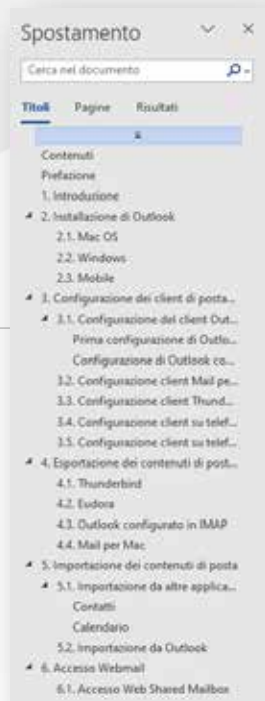 Spostamento
Cerca nel documento
Titoli Pagine Risultati
a
Contenuti
Prefazione
1. Introduzione
2. Installazione di Outlook
2.1. Mac OS
2.2. Windows
2.3. Mobile
3. Configurazione dei client di posta...
3.1. Configurazione del client Out...
Prima configurazione di Outlo...
Configurazione di Outlook co...
3.2. Configurazione client Mail pe...
3.3. Configurazione client Thund...
3.4. Configurazione client su telef...
3.5. Configurazione client su telef...
4. Esportazione dei contenuti di post...
4.1. Thunderbird
4.2. Eudora
4.3. Outlook configurato in IMAP
4.4. Mail per Mac
5. Importazione dei contenuti di posta
5.1. Importazione da altre applica...
Contatti
Calendario
5.2. Importazione da Outlook
6. Accesso Webmail
6.1. Accesso Web Shared Mailbox